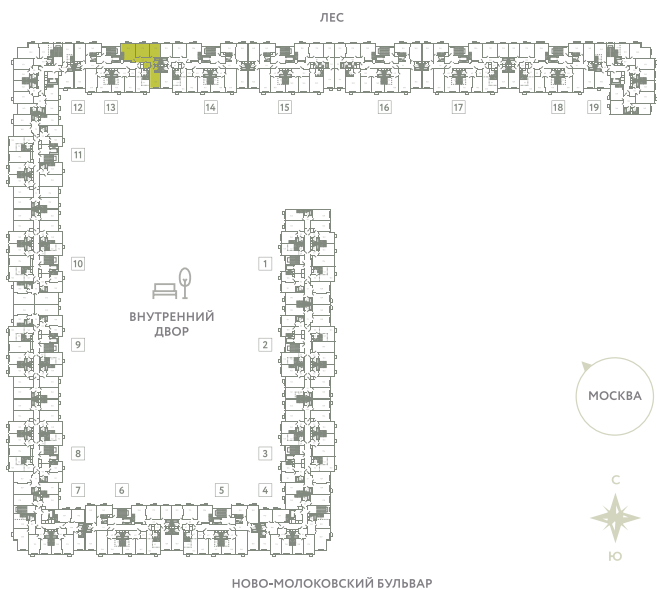 ЛЕС
12 13 14 15 16 17 18 19
11
10 1
ВНУТРЕННИЙ
ДВОР
9 2
МОСКВА
8 3
7 6 5 4
С
Ю
НОВО-МОЛОКОВСКИЙ БУЛЬВАР